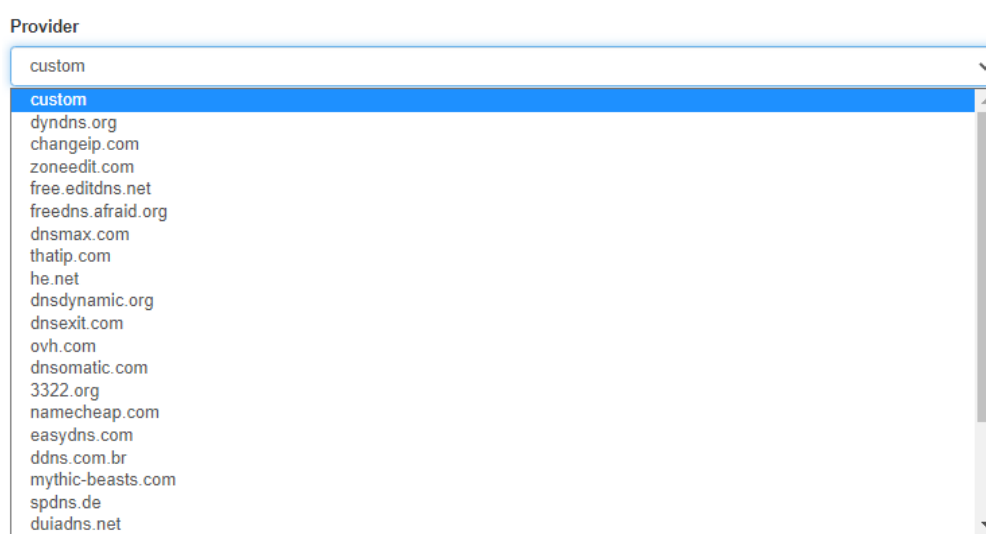 Provider
custom
custom
dyndns.org
changeip.com
zoneedit.com
free.editdns.net
freedns.afraid.org
dnsmax.com
thatip.com
he.net
dnsdynamic.org
dnsexit.com
ovh.com
dnsomatic.com
3322.org
namecheap.com
easydns.com
ddns.com.br
mythic-beasts.com
spdns.de
duiadns.net